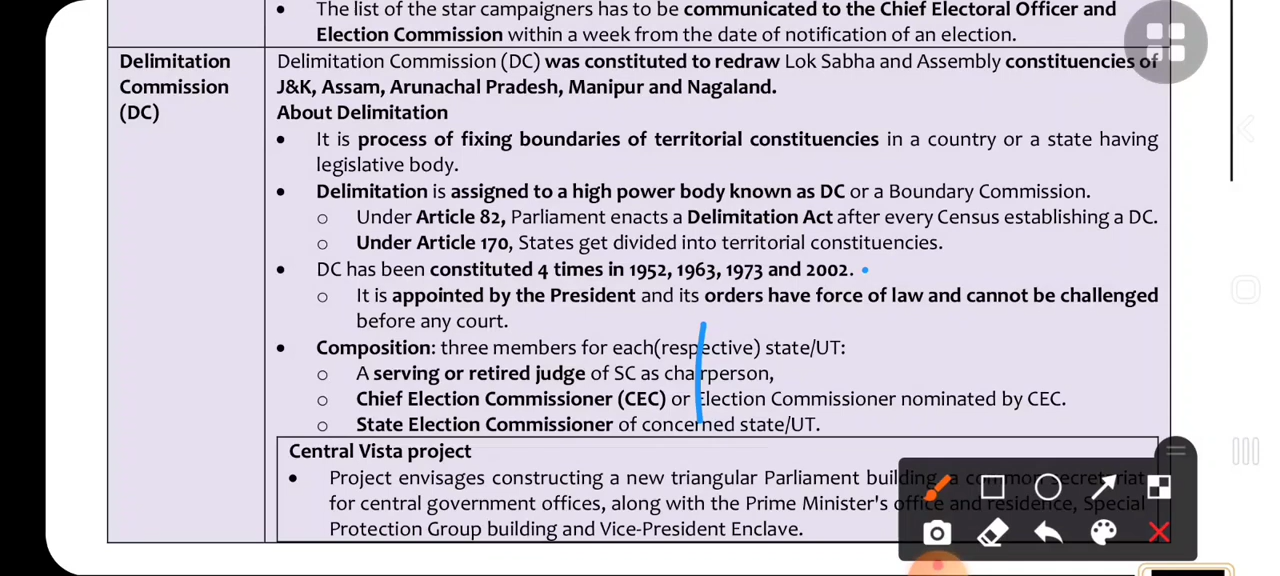 • The list of the star campaigners has to be communicated to the Chief Electoral Officer and
Election Commission within a week from the date of notification of an election.
Delimitation
Commission
(DC)
Delimitation Commission (DC) was constituted to redraw Lok Sabha and Assembly constituencies of
J&K, Assam, Arunachal Pradesh, Manipur and Nagaland.
About Delimitation
• It is process of fixing boundaries of territorial constituencies in a country or a state having
legislative body.
• Delimitation is assigned to a high power body known as DC or a Boundary Commission.
o Under Article 82, Parliament enacts a Delimitation Act after every Census establishing a DC.
o Under Article 170, States get divided into territorial constituencies.
• DC has been constituted 4 times in 1952, 1963, 1973 and 2002.
o It is appointed by the President and its orders have force of law and cannot be challenged
before any court.
• Composition: three members for each(respective) state/UT:
o A serving or retired judge of SC as chairperson,
o Chief Election Commissioner (CEC) or Election Commissioner nominated by CEC.
o State Election Commissioner of concerned state/UT.
Central Vista project
• Project envisages constructing a new triangular Parliament building, a common secretariat
for central government offices, along with the Prime Minister's office and residence, Special
Protection Group building and Vice-President Enclave.